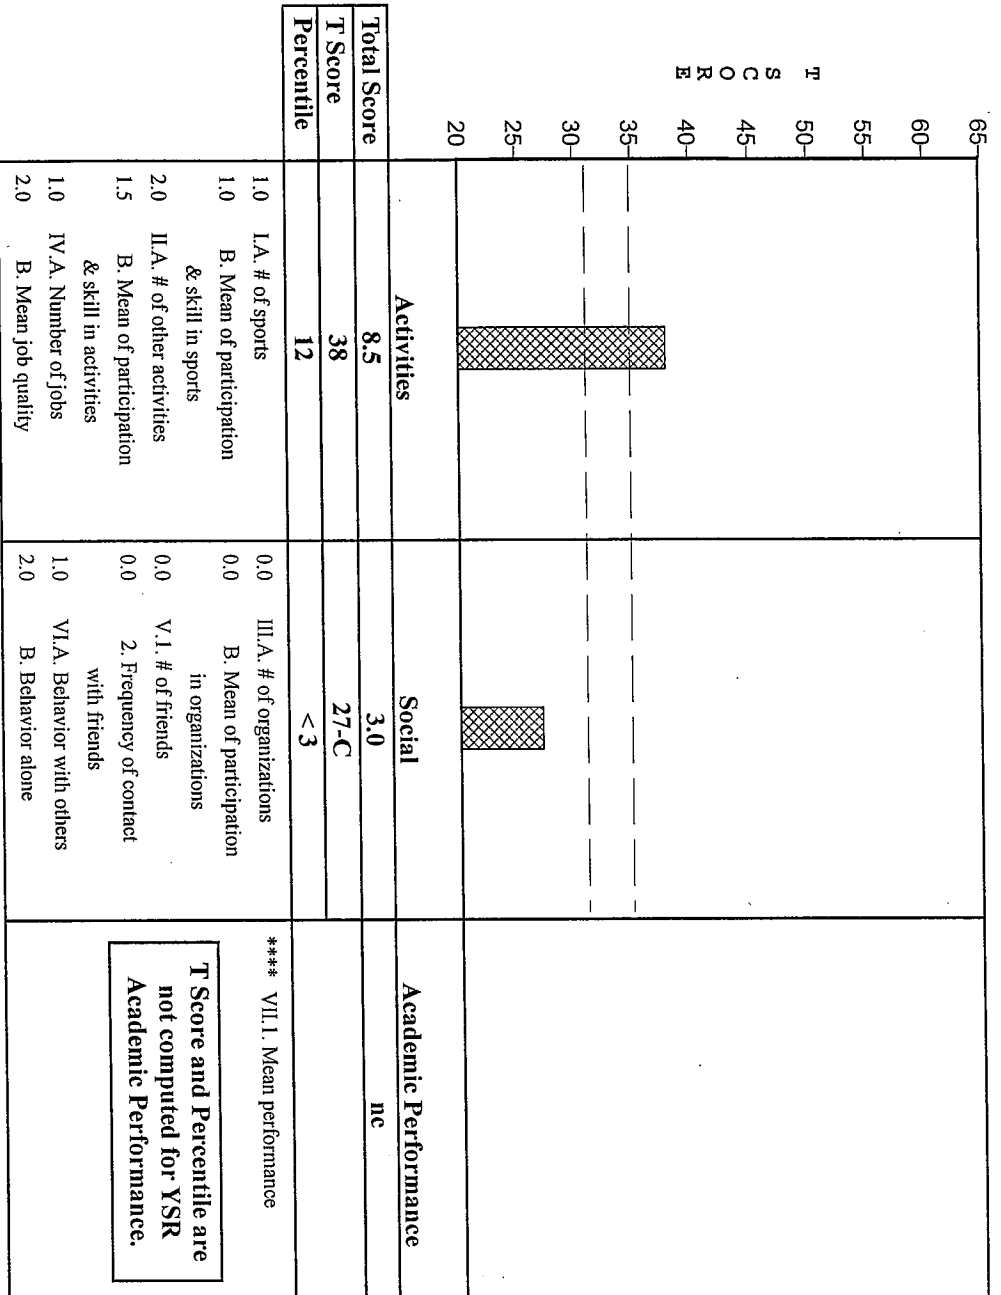 T SCORE
65
60
55
50
45
40
35
30
25
20
Activities Social Academic Performance
Total Score 8.5 3.0 nc
T Score 38 27-C
Percentile 12 <3
1.0 I.A. # of sports
1.0 B. Mean of participation
& skill in sports
2.0 II.A. # of other activities
1.5 B. Mean of participation
& skill in activities
1.0 IV.A. Number of jobs
2.0 B. Mean job quality
0.0 III.A. # of organizations
0.0 B. Mean of participation
in organizations
0.0 V.1. # of friends
0.0 2. Frequency of contact
with friends
1.0 VI.A. Behavior with others
2.0 B. Behavior alone
**** VII.1. Mean performance
T Score and Percentile are
not computed for YSR
Academic Performance.